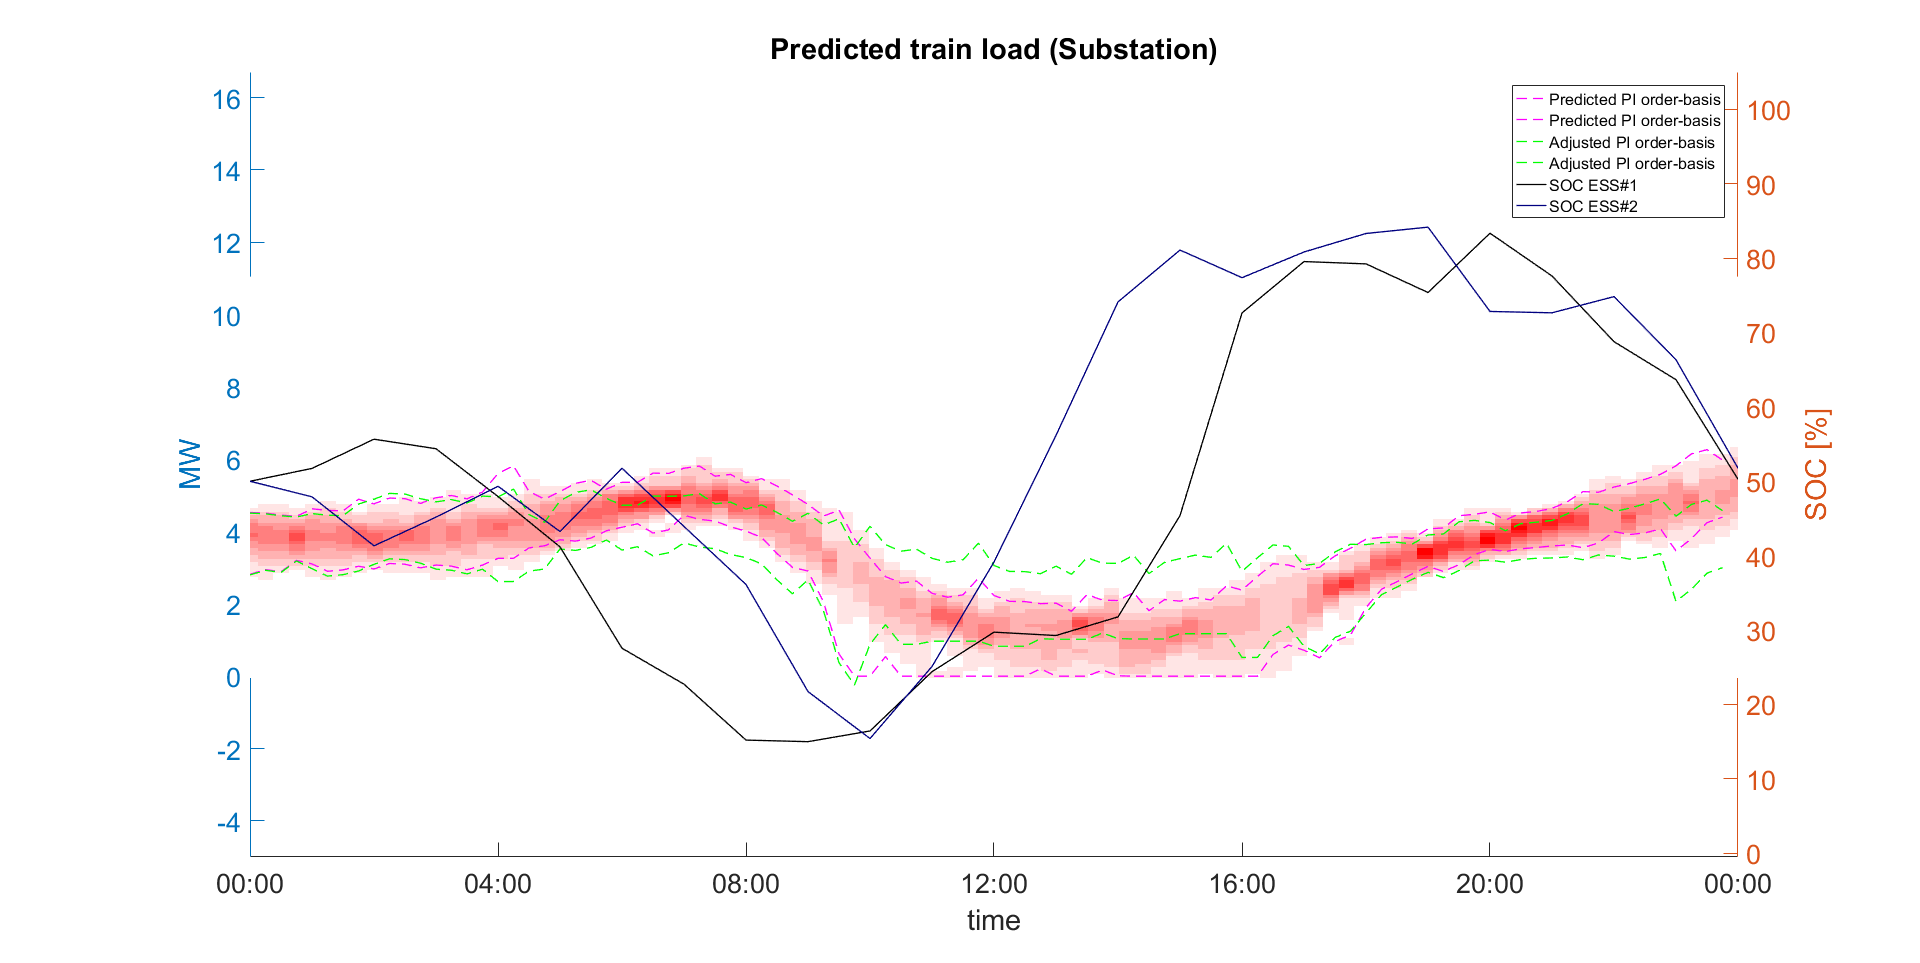 Predicted train load (Substation)
16
14
12
10
8
6
4
2
0
-2
-4
MW
100
90
80
70
60
50
40
30
20
10
0
SOC [%]
Predicted PI order-basis
Predicted PI order-basis
Adjusted PI order-basis
Adjusted PI order-basis
SOC ESS#1
SOC ESS#2
00:00 04:00 08:00 12:00 16:00 20:00 00:00
time